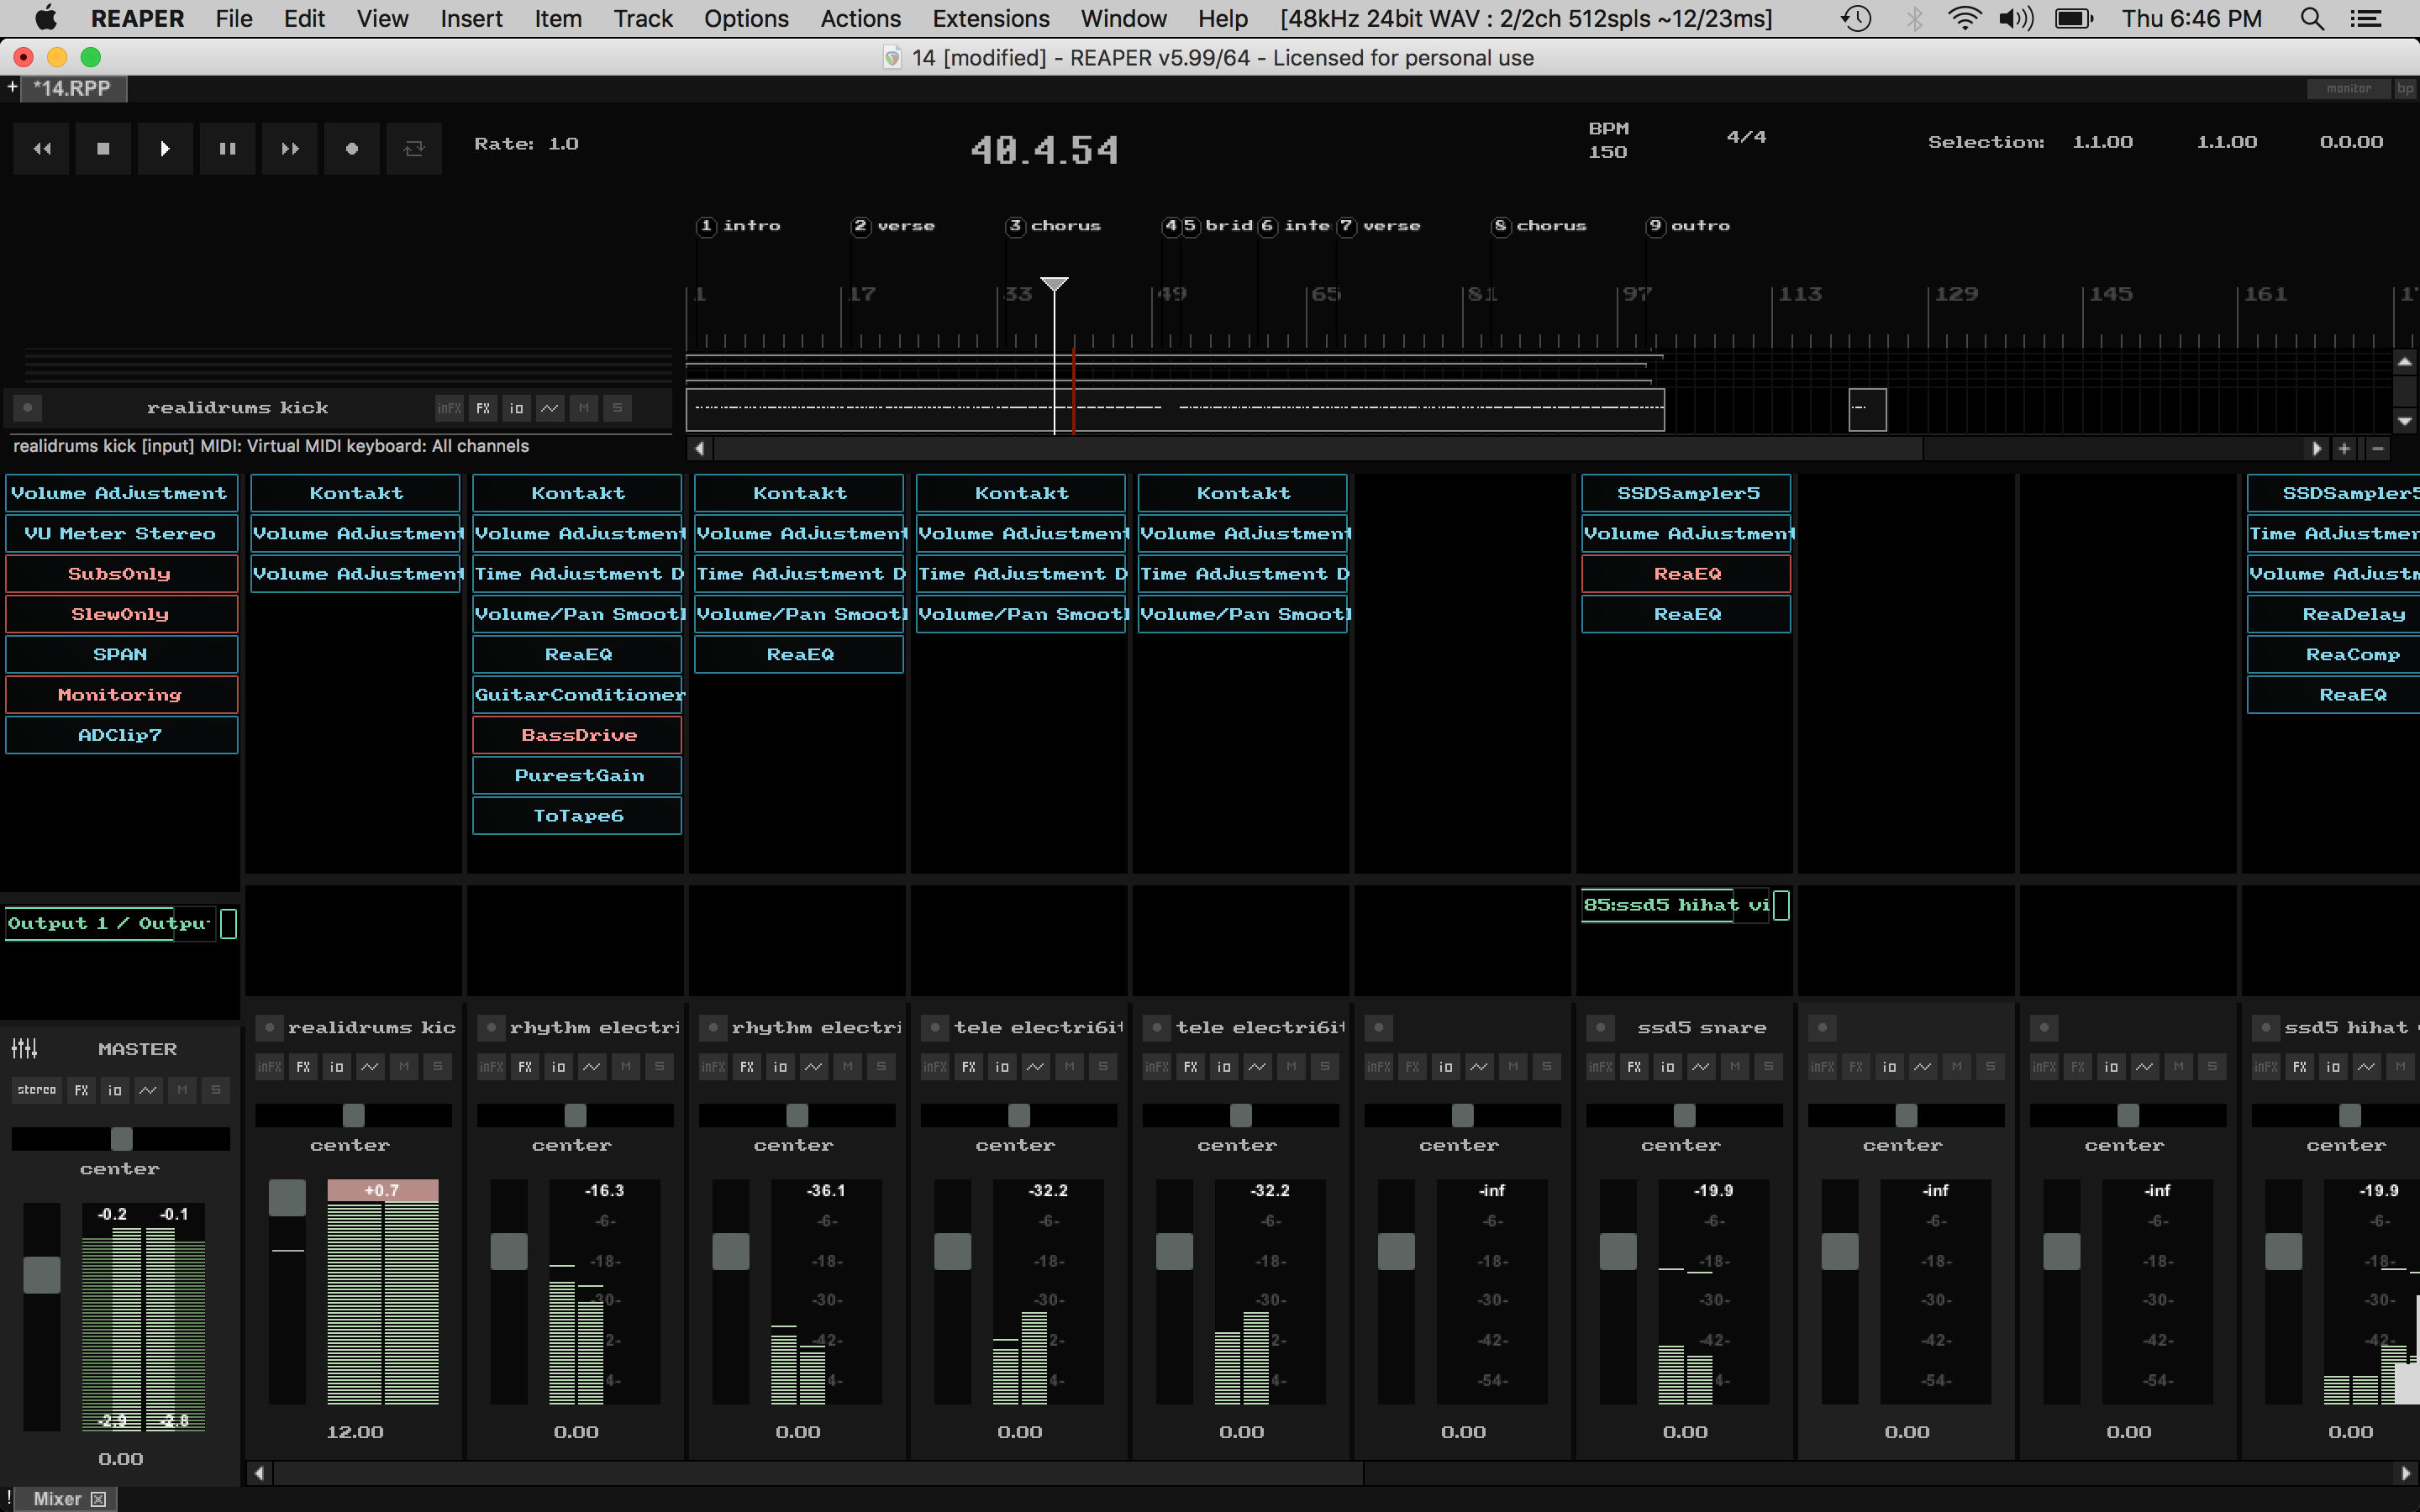 REAPER File Edit View Insert Item Track Options Actions Extensions Window Help [48kHz 24bit WAV : 2/2ch 512spls ~12/23ms] Thu 6:46 PM
14 [modified] - REAPER v5.99/64 - Licensed for personal use
+ *14.RPP monitor bp
Rate: 1.0 40.4.54 BPM 150 4/4 Selection: 1.1.00 1.1.00 0.0.00
1 intro 2 verse 3 chorus 4 5 brid 6 inte 7 verse 8 chorus 9 outro
1 17 33 49 65 81 97 113 129 145 161
realidrums kick inFX FX io M S
realidrums kick [input] MIDI: Virtual MIDI keyboard: All channels
Volume Adjustment Kontakt Kontakt Kontakt Kontakt Kontakt SSDSampler5 SSDSampler5
VU Meter Stereo Volume Adjustment Volume Adjustment Volume Adjustment Volume Adjustment Volume Adjustment Volume Adjustment Time Adjustmen
SubsOnly Volume Adjustment Time Adjustment D Time Adjustment D Time Adjustment D Time Adjustment D ReaEQ Volume Adjustm
SlewOnly Volume/Pan Smoot Volume/Pan Smoot Volume/Pan Smoot Volume/Pan Smoot ReaEQ ReaDelay
SPAN ReaEQ ReaEQ ReaComp
Monitoring GuitarConditioner ReaEQ
ADClip7 BassDrive
PurestGain
ToTape6
Output 1 / Outpu 85:ssd5 hihat vi
MASTER realidrums kic rhythm electri rhythm electri tele electri6it tele electri6it ssd5 snare ssd5 hihat
inFX FX io M S inFX FX io M S inFX FX io M S inFX FX io M S inFX FX io M S inFX FX io M S inFX FX io M S inFX FX io M S inFX FX io M S inFX FX io M
stereo FX io M S
center center center center center center center center center center
center
+0.7 -16.3 -36.1 -32.2 -32.2 -inf -19.9 -inf -inf -19.9
-0.2 -0.1
-6- -6- -6- -6- -6- -6- -6- -6- -6-
-18- -18- -18- -18- -18- -18- -18- -18- -18-
-30- -30- -30- -30- -30- -30- -30- -30- -30-
2- -42- 2- 2- -42- -42- -42- -42- -42-
4- 4- 4- 4- -54- 4- -54- -54-
-2.9 -2.8
12.00 0.00 0.00 0.00 0.00 0.00 0.00 0.00 0.00 0.00
0.00
! Mixer